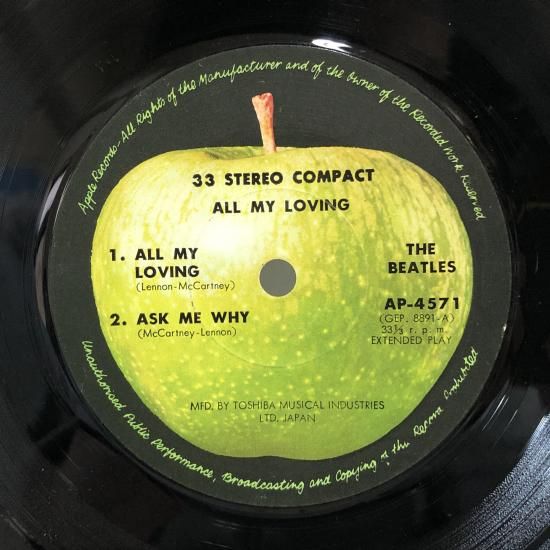 Apple Records-All Rights of the Manufacturer and of the Owner of the Recorded Work Reserved
33 STEREO COMPACT
ALL MY LOVING
1. ALL MY
LOVING
(Lennon-McCartney)
2. ASK ME WHY
(McCartney-Lennon)
THE
BEATLES
AP-4571
(GEP. 8891-A)
33⅓ r. p. m.
EXTENDED PLAY
MFD. BY TOSHIBA MUSICAL INDUSTRIES
LTD. JAPAN
Unauthorised Public Performance, Broadcasting and Copying of this Record Prohibited